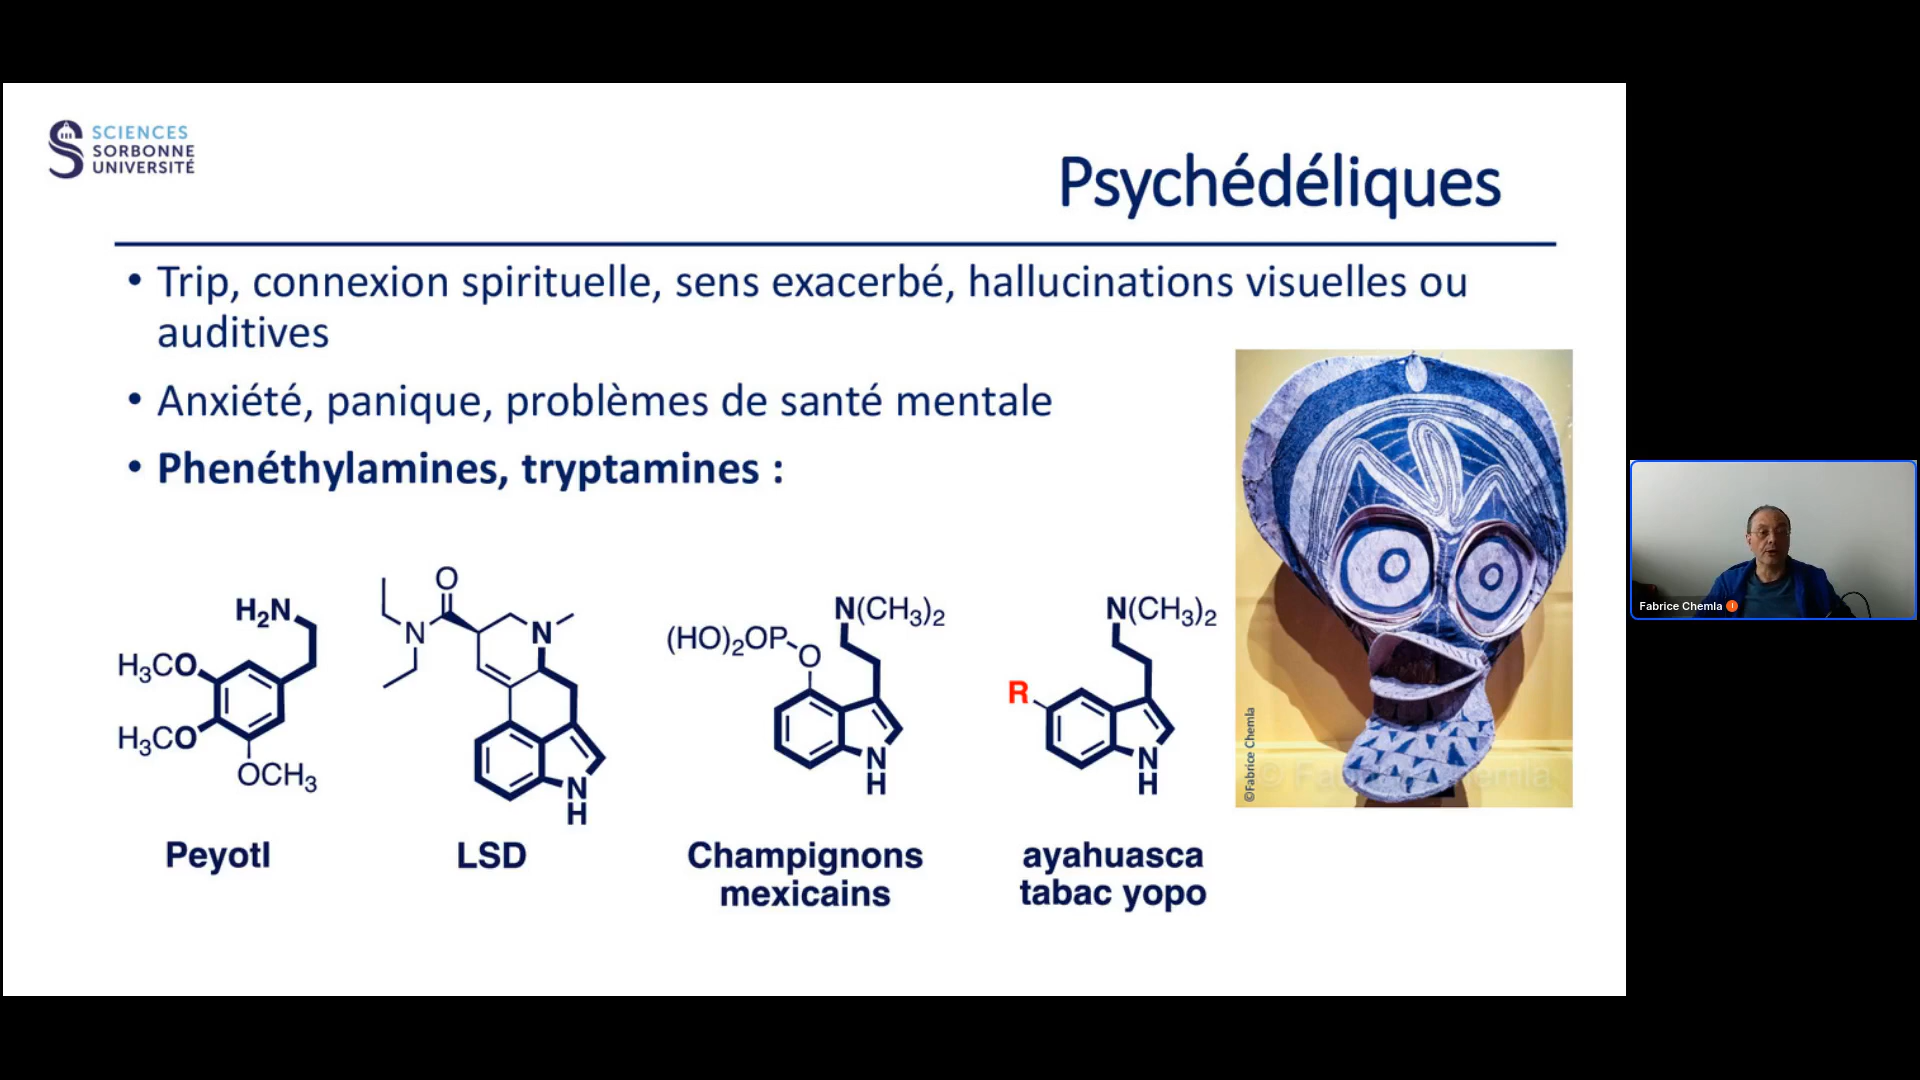 SCIENCES
SORBONNE
UNIVERSITÉ
Psychédéliques
• Trip, connexion spirituelle, sens exacerbé, hallucinations visuelles ou
auditives
• Anxiété, panique, problèmes de santé mentale
• Phenéthylamines, tryptamines :
H₂N
H₃CO
H₃CO
OCH₃
Peyotl
O
N
N
N
H
LSD
N(CH₃)₂
(HO)₂OP
O
N
H
Champignons
mexicains
N(CH₃)₂
R
N
H
ayahuasca
tabac yopo
©Fabrice Chemla
© Fabrice Chemla
Fabrice Chemla